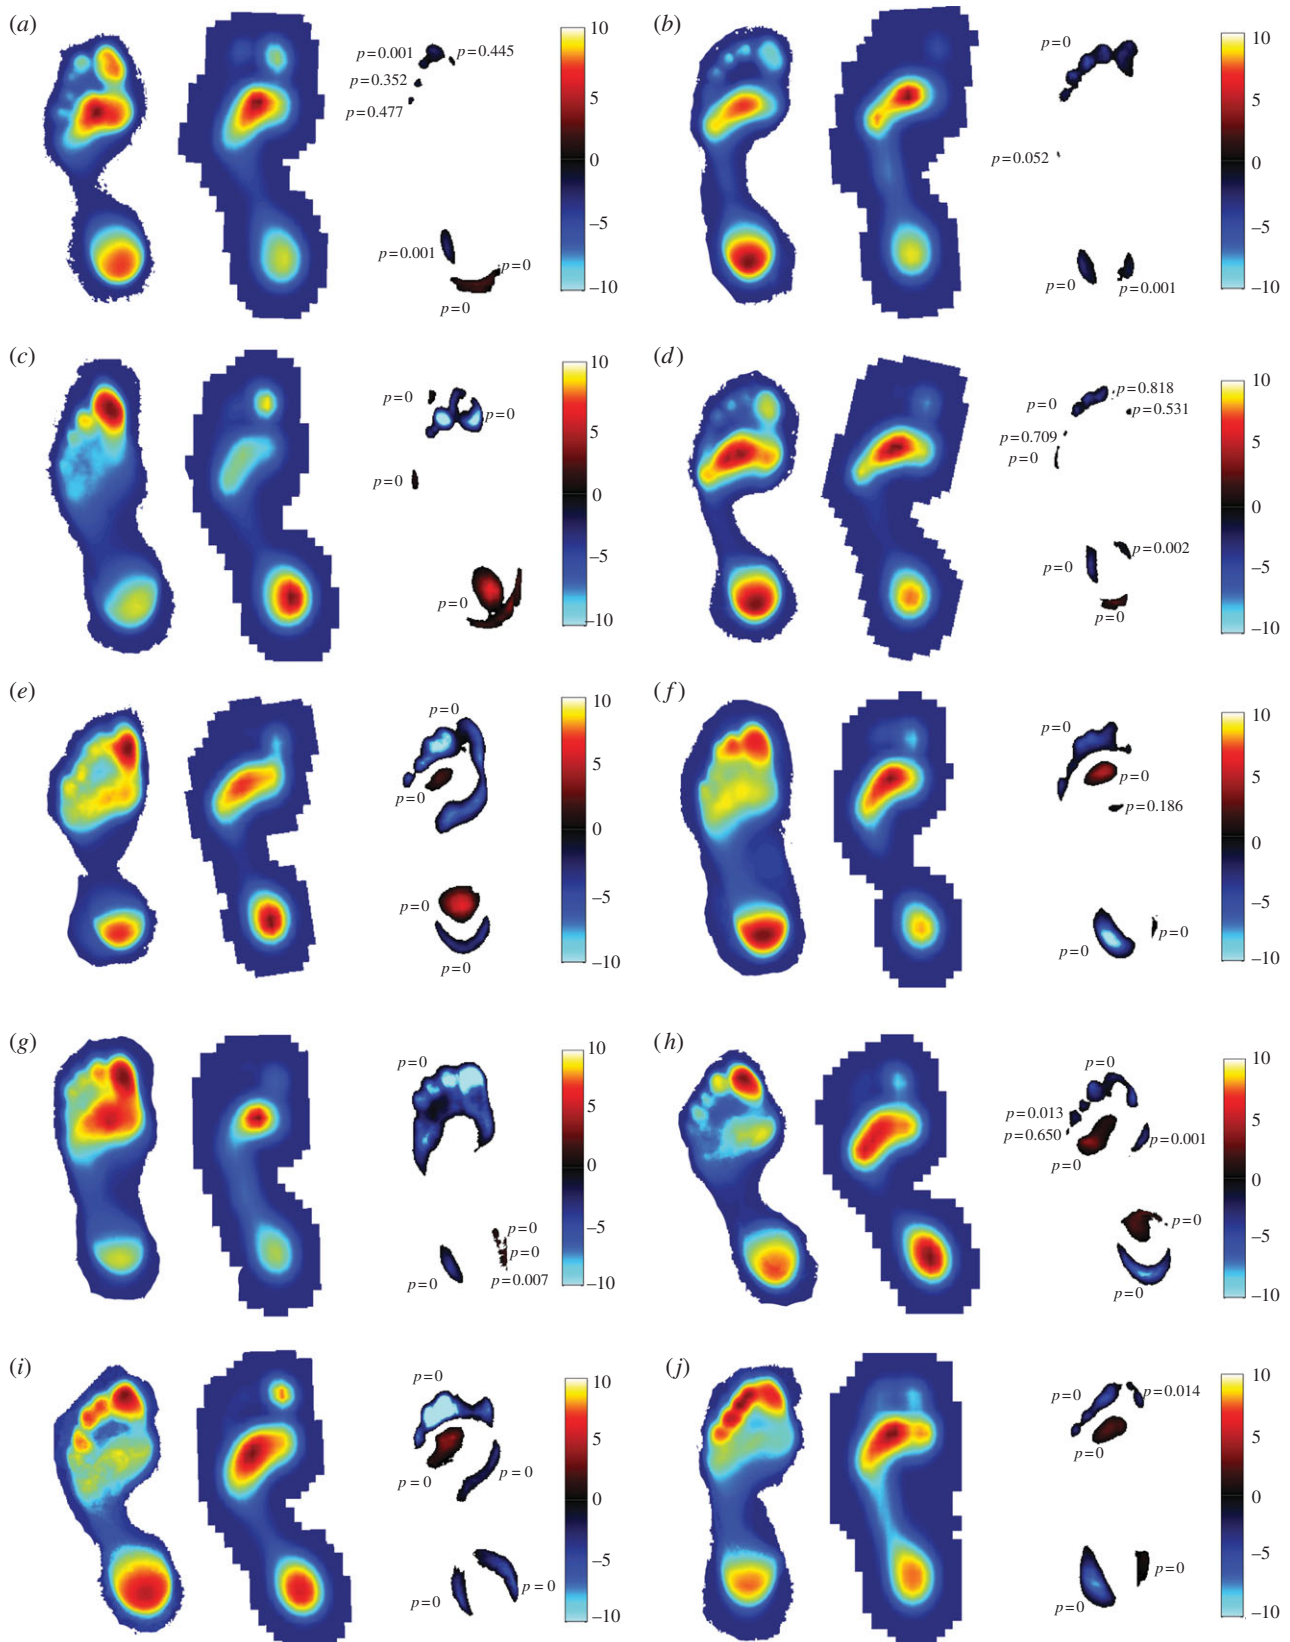 (a)
p=0.001
p=0.445
p=0.352
p=0.477
p=0.001
p=0
p=0
10
5
0
–5
–10
(b)
p=0
p=0.052
p=0
p=0.001
10
5
0
–5
–10
(c)
p=0
p=0
p=0
p=0
10
5
0
–5
–10
(d)
p=0.818
p=0
p=0.531
p=0.709
p=0
p=0.002
p=0
p=0
10
5
0
–5
–10
(e)
p=0
p=0
p=0
p=0
10
5
0
–5
–10
(f)
p=0
p=0
p=0.186
p=0
p=0
10
5
0
–5
–10
(g)
p=0
p=0
p=0
p=0
p=0.007
10
5
0
–5
–10
(h)
p=0
p=0.013
p=0.650
p=0.001
p=0
p=0
p=0
10
5
0
–5
–10
(i)
p = 0
p = 0
p = 0
p = 0
p = 0
10
5
0
–5
–10
(j)
p=0
p=0.014
p=0
p=0
p=0
10
5
0
–5
–10